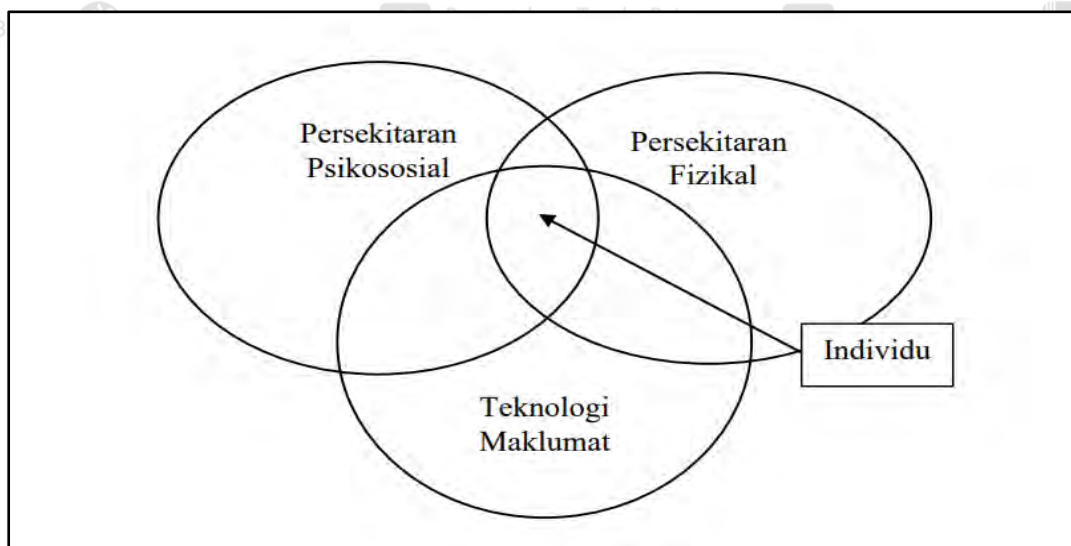 Persekitaran
Psikososial
Persekitaran
Fizikal
Individu
Teknologi
Maklumat